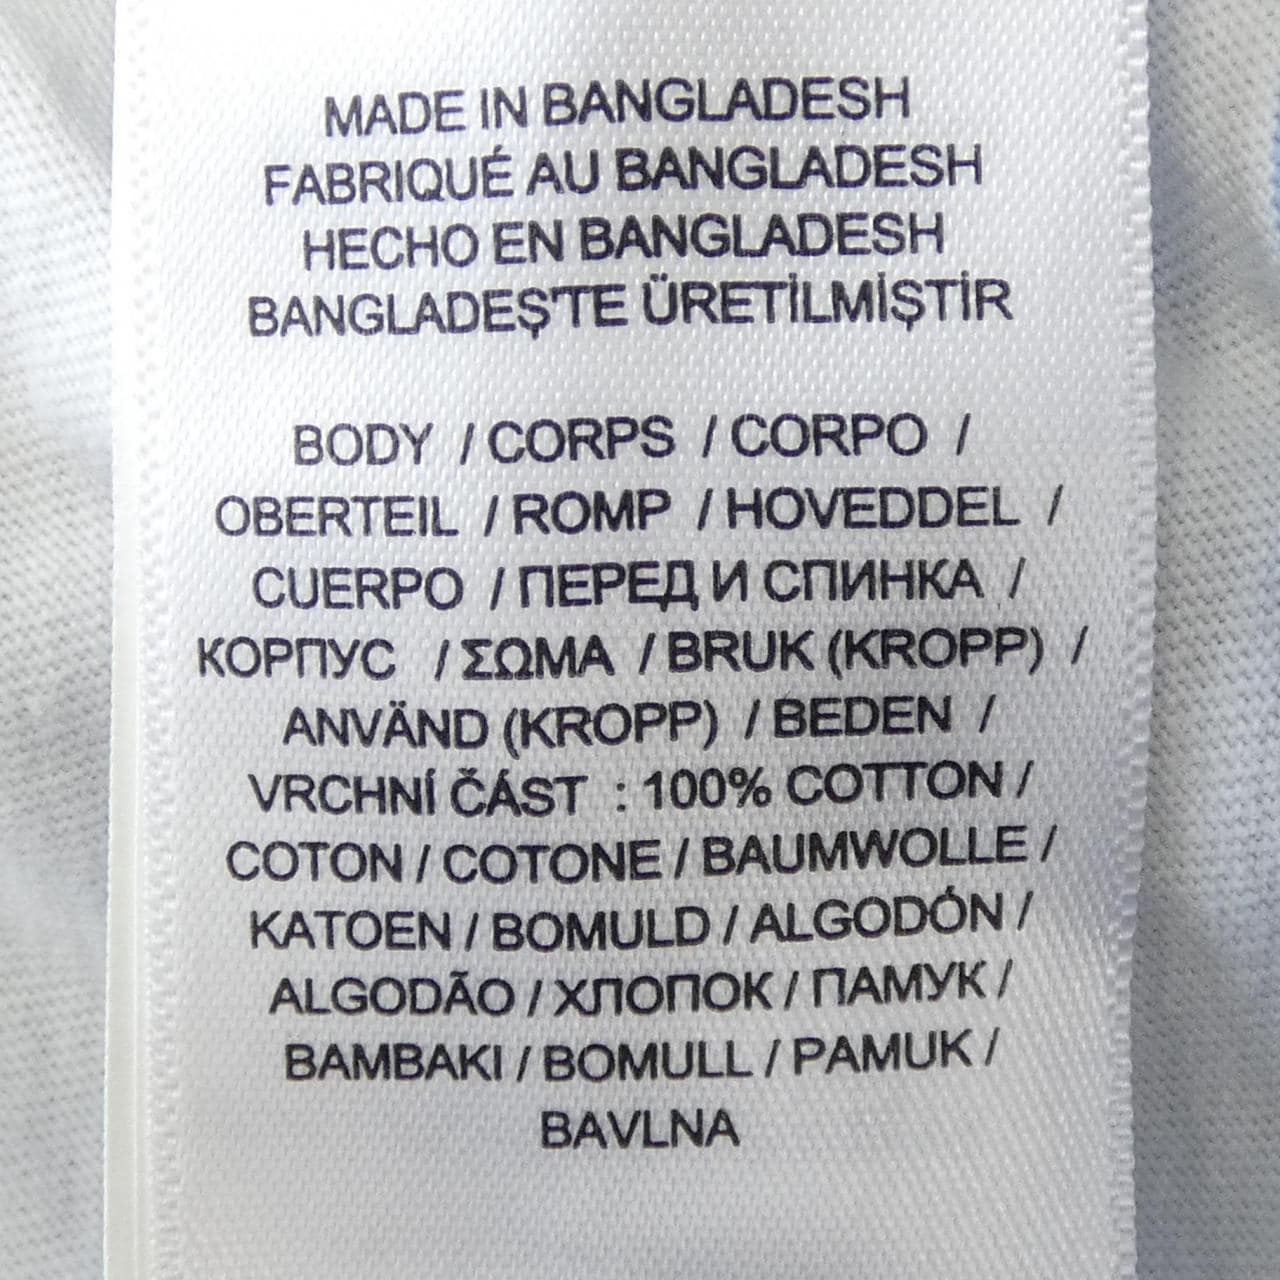 MADE IN BANGLADESH
FABRIQUÉ AU BANGLADESH
HECHO EN BANGLADESH
BANGLADEŞ'TE ÜRETİLMİŞTİR
BODY / CORPS / CORPO /
OBERTEIL / ROMP / HOVEDDEL /
CUERPO / ПЕРЕД И СПИНКА /
КОРПУС / ΣΩΜΑ / BRUK (KROPP) /
ANVÄND (KROPP) / BEDEN /
VRCHNÍ ČÁST : 100% COTTON /
COTON / COTONE / BAUMWOLLE /
KATOEN / BOMULD / ALGODÓN /
ALGODÃO / ХЛОПОК / ПАМУК /
BAMBAKI / BOMULL / PAMUK /
BAVLNA